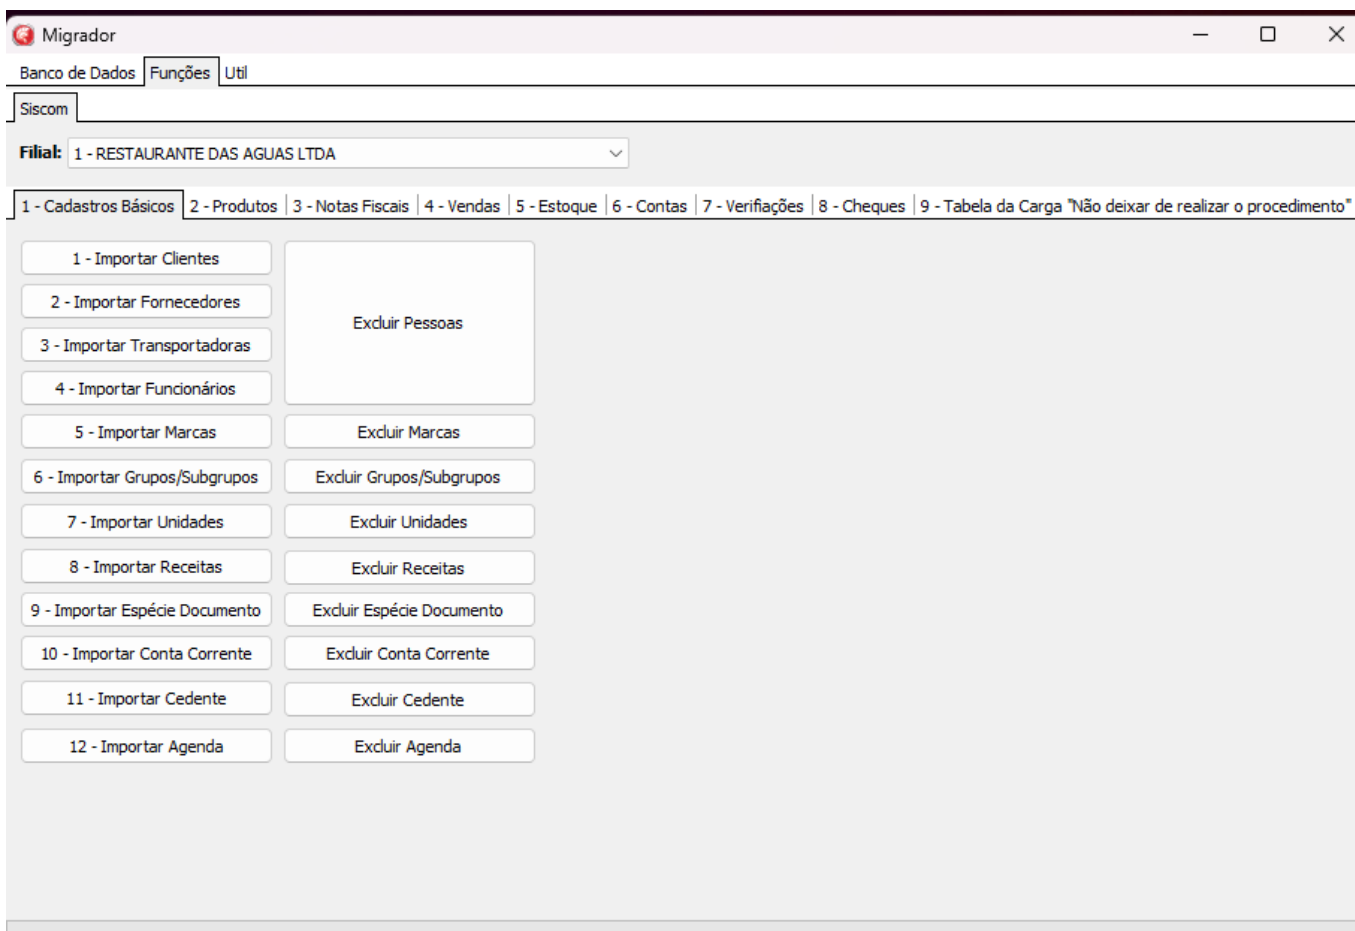 Migrador
Banco de Dados Funções Util
Siscom
Filial: 1 - RESTAURANTE DAS AGUAS LTDA
1 - Cadastros Básicos 2 - Produtos 3 - Notas Fiscais 4 - Vendas 5 - Estoque 6 - Contas 7 - Verifiações 8 - Cheques 9 - Tabela da Carga "Não deixar de realizar o procedimento"
1 - Importar Clientes
2 - Importar Fornecedores
Excluir Pessoas
3 - Importar Transportadoras
4 - Importar Funcionários
5 - Importar Marcas Excluir Marcas
6 - Importar Grupos/Subgrupos Excluir Grupos/Subgrupos
7 - Importar Unidades Excluir Unidades
8 - Importar Receitas Excluir Receitas
9 - Importar Espécie Documento Excluir Espécie Documento
10 - Importar Conta Corrente Excluir Conta Corrente
11 - Importar Cedente Excluir Cedente
12 - Importar Agenda Excluir Agenda